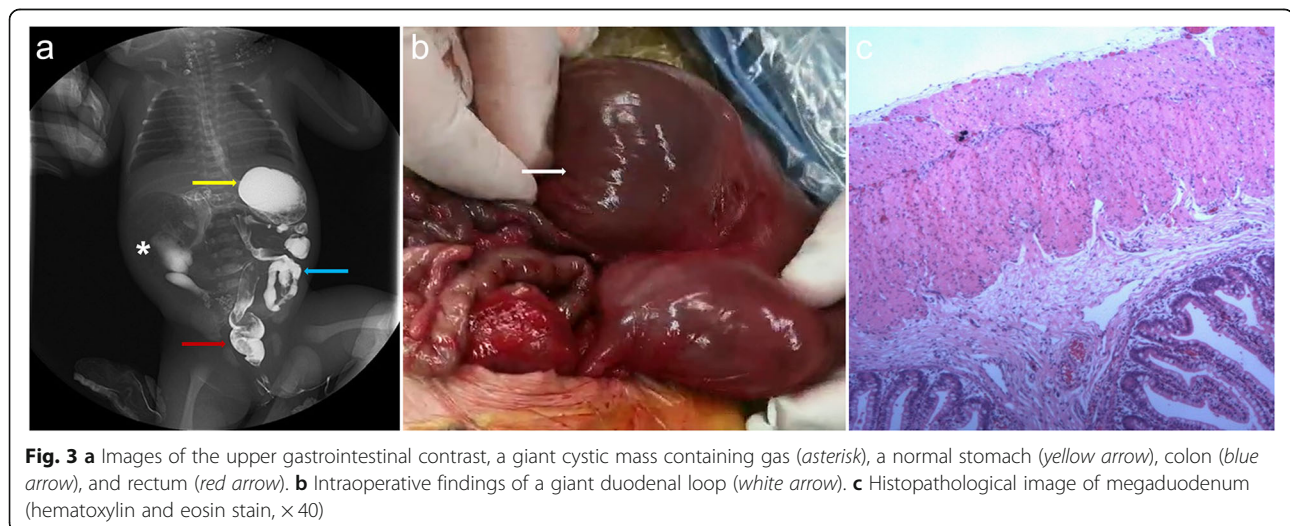 a
b
c
*
Fig. 3 a Images of the upper gastrointestinal contrast, a giant cystic mass containing gas (asterisk), a normal stomach (yellow arrow), colon (blue
arrow), and rectum (red arrow). b Intraoperative findings of a giant duodenal loop (white arrow). c Histopathological image of megaduodenum
(hematoxylin and eosin stain, × 40)